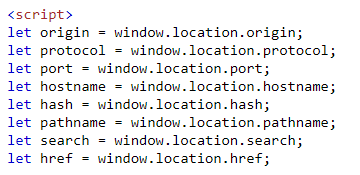 <script>
let origin = window.location.origin;
let protocol = window.location.protocol;
let port = window.location.port;
let hostname = window.location.hostname;
let hash = window.location.hash;
let pathname = window.location.pathname;
let search = window.location.search;
let href = window.location.href;